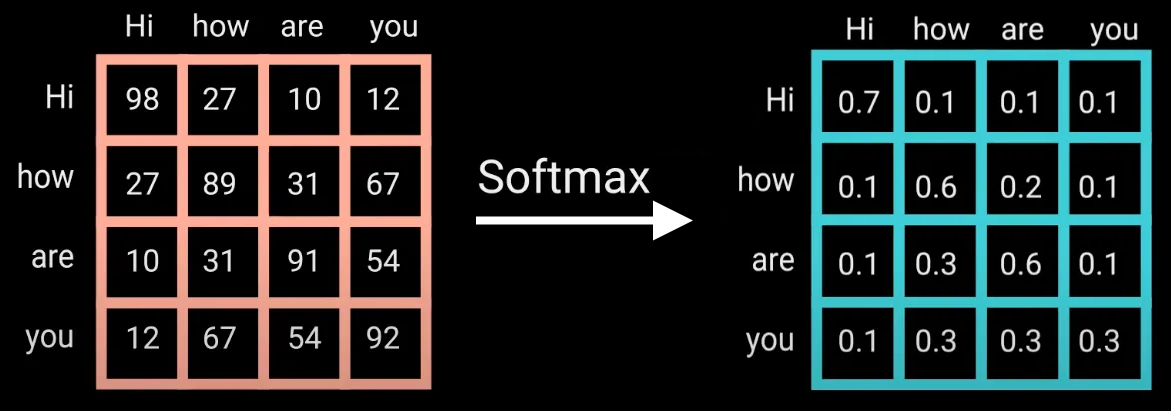 Hi how are you
Hi 98 27 10 12
how 27 89 31 67
are 10 31 91 54
you 12 67 54 92
Softmax
Hi how are you
Hi 0.7 0.1 0.1 0.1
how 0.1 0.6 0.2 0.1
are 0.1 0.3 0.6 0.1
you 0.1 0.3 0.3 0.3